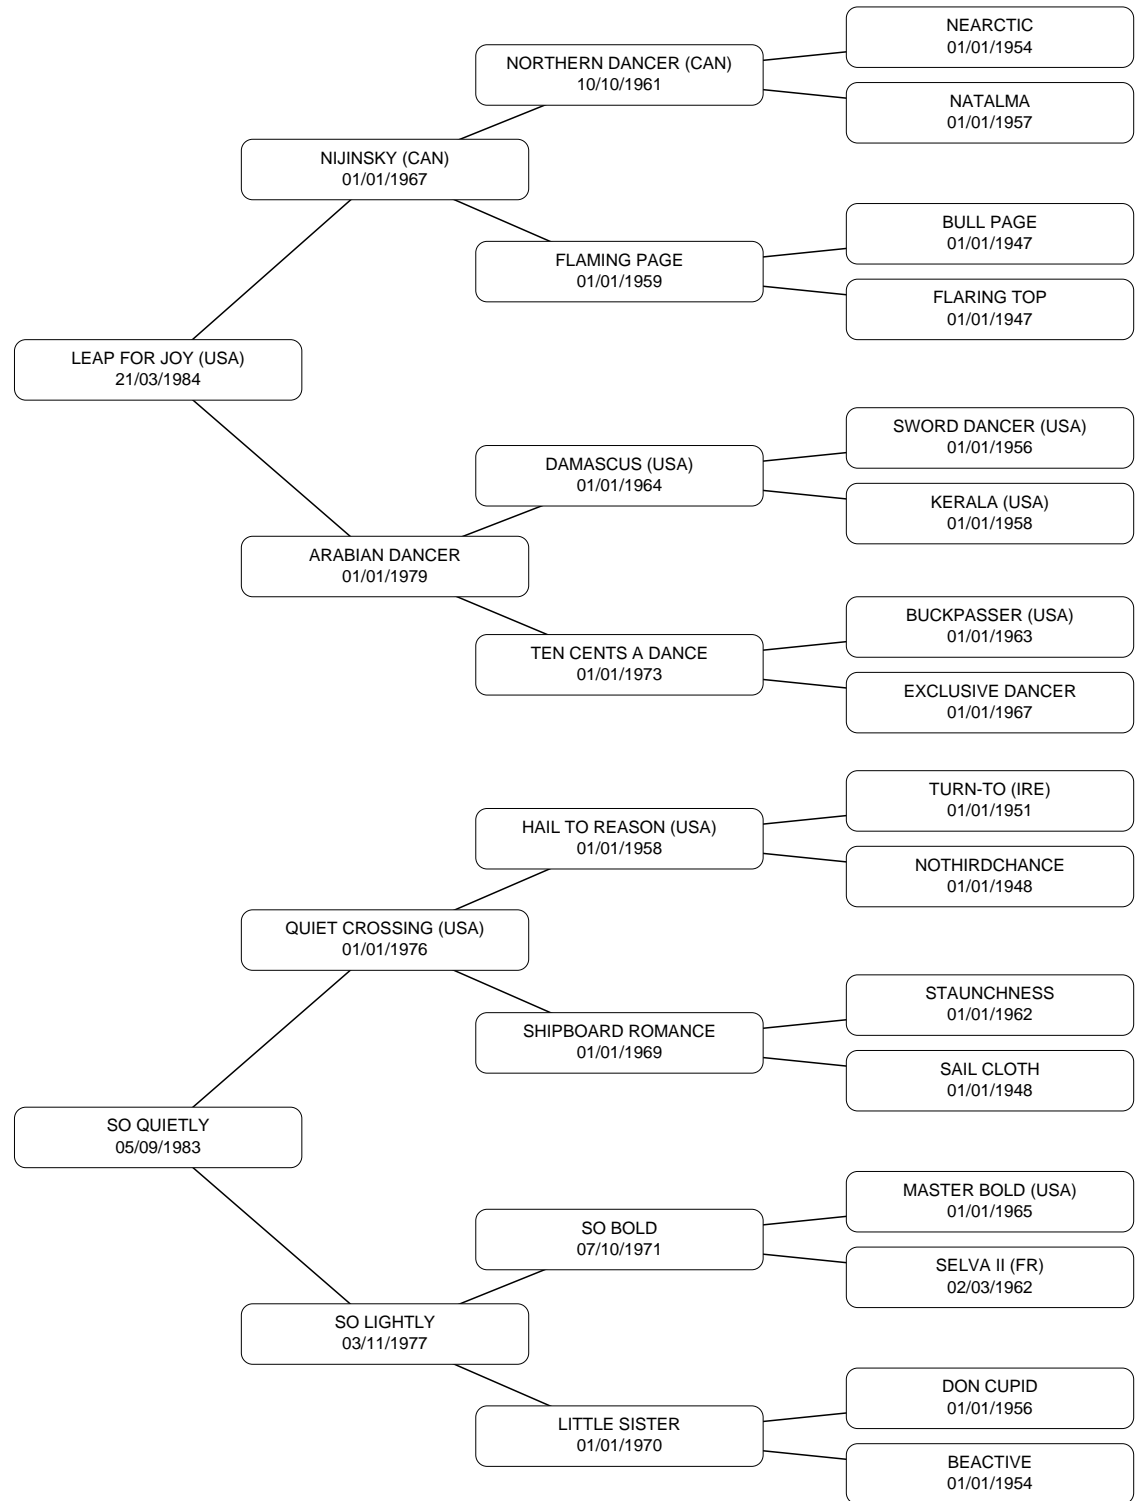 NEARCTIC
01/01/1954
NORTHERN DANCER (CAN)
10/10/1961
NATALMA
01/01/1957
NIJINSKY (CAN)
01/01/1967
BULL PAGE
01/01/1947
FLAMING PAGE
01/01/1959
FLARING TOP
01/01/1947
LEAP FOR JOY (USA)
21/03/1984
SWORD DANCER (USA)
01/01/1956
DAMASCUS (USA)
01/01/1964
KERALA (USA)
01/01/1958
ARABIAN DANCER
01/01/1979
BUCKPASSER (USA)
01/01/1963
TEN CENTS A DANCE
01/01/1973
EXCLUSIVE DANCER
01/01/1967
TURN-TO (IRE)
01/01/1951
HAIL TO REASON (USA)
01/01/1958
NOTHIRDCHANCE
01/01/1948
QUIET CROSSING (USA)
01/01/1976
STAUNCHNESS
01/01/1962
SHIPBOARD ROMANCE
01/01/1969
SAIL CLOTH
01/01/1948
SO QUIETLY
05/09/1983
MASTER BOLD (USA)
01/01/1965
SO BOLD
07/10/1971
SELVA II (FR)
02/03/1962
SO LIGHTLY
03/11/1977
DON CUPID
01/01/1956
LITTLE SISTER
01/01/1970
BEACTIVE
01/01/1954